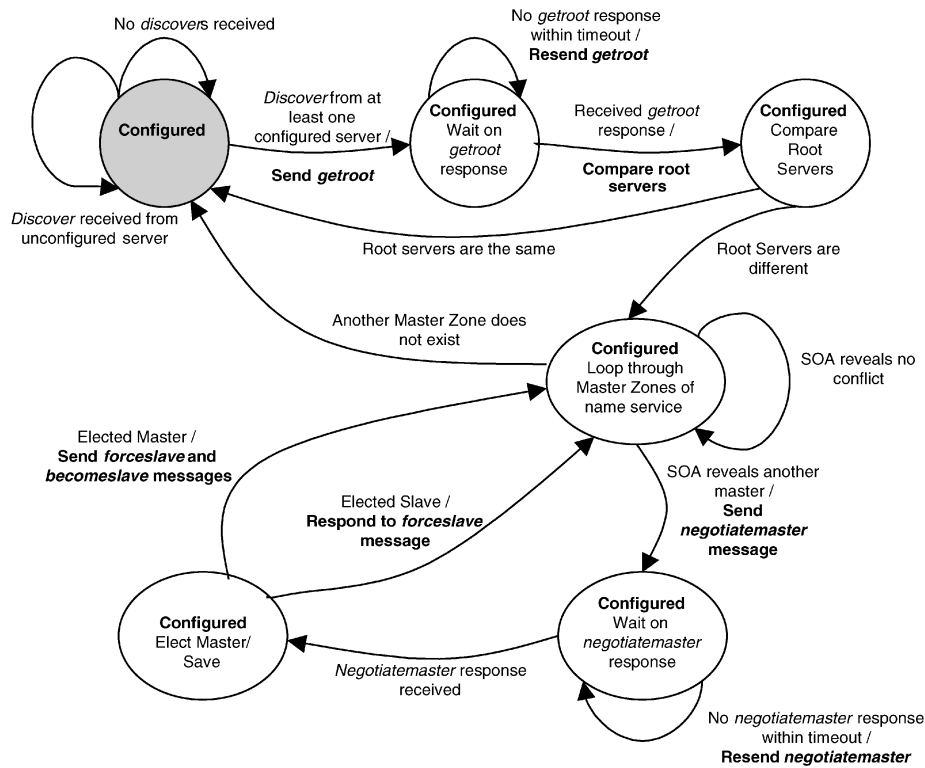 No discovers received
No getroot response
within timeout /
Resend getroot
Configured
Discover from at
least one
configured server /
Send getroot
Configured
Wait on
getroot
response
Received getroot
response /
Compare root
servers
Configured
Compare
Root
Servers
Discover received from
unconfigured server
Root servers are the same
Root Servers are
different
Another Master Zone does
not exist
Configured
Loop through
Master Zones of
name service
SOA reveals no
conflict
Elected Master /
Send forceslave and
becomeslave messages
Elected Slave /
Respond to forceslave
message
SOA reveals another
master /
Send
negotiatemaster
message
Configured
Elect Master/
Save
Configured
Wait on
negotiatemaster
response
Negotiatemaster response
received
No negotiatemaster response
within timeout /
Resend negotiatemaster